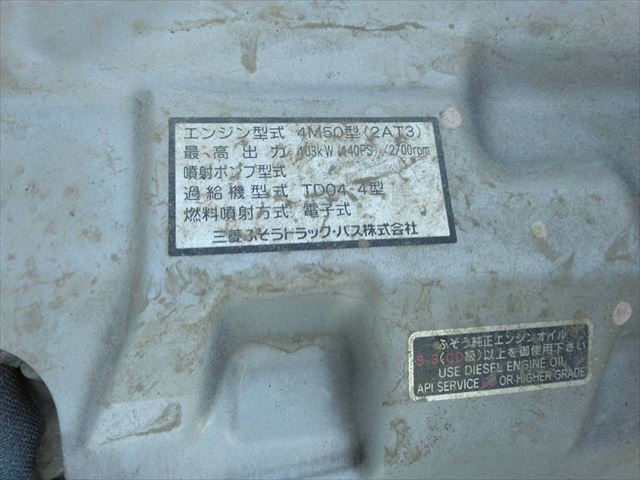 エンジン型式 4M50型(2AT3)
最高出力 103kW(140PS)/2700rpm
噴射ポンプ型式
過給機型式 TD04-4型
燃料噴射方式 電子式
三菱ふそうトラック・バス株式会社
ふそう純正エンジンオイル
S-3(CD級)以上を御使用下さい
USE DIESEL ENGINE OIL
API SERVICE CD OR HIGHER GRADE